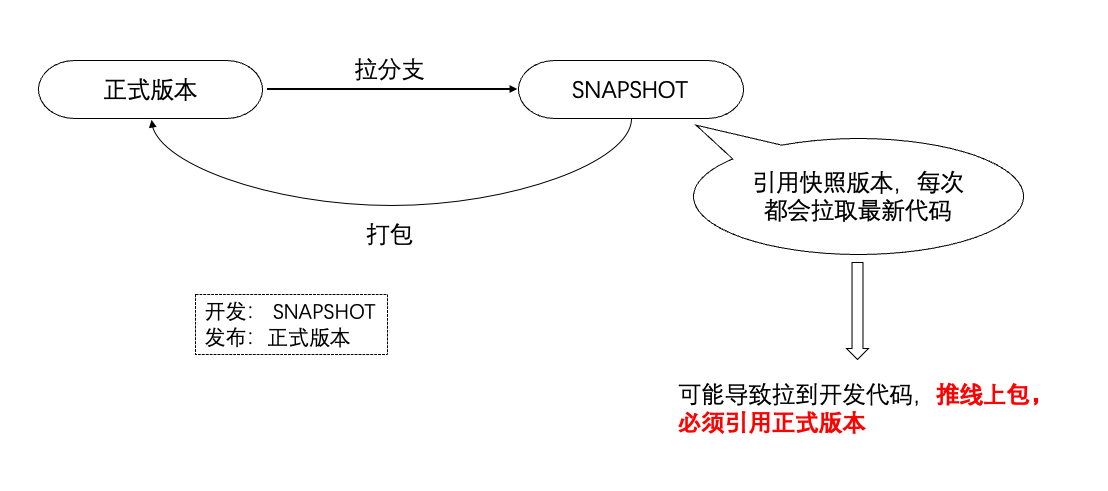 拉分支
正式版本
SNAPSHOT
引用快照版本，每次
都会拉取最新代码
打包
开发： SNAPSHOT
发布：正式版本
可能导致拉到开发代码，推线上包，
必须引用正式版本